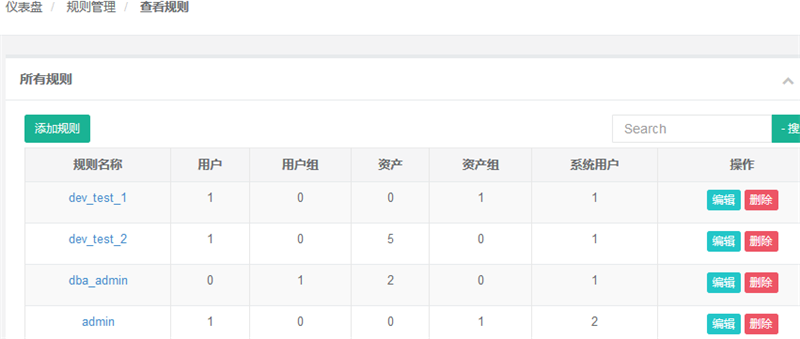 仪表盘 / 规则管理 / 查看规则
所有规则
添加规则 Search - 搜
规则名称 用户 用户组 资产 资产组 系统用户 操作
dev_test_1 1 0 0 1 1 编辑 删除
dev_test_2 1 0 5 0 1 编辑 删除
dba_admin 0 1 2 0 1 编辑 删除
admin 1 0 0 1 2 编辑 删除